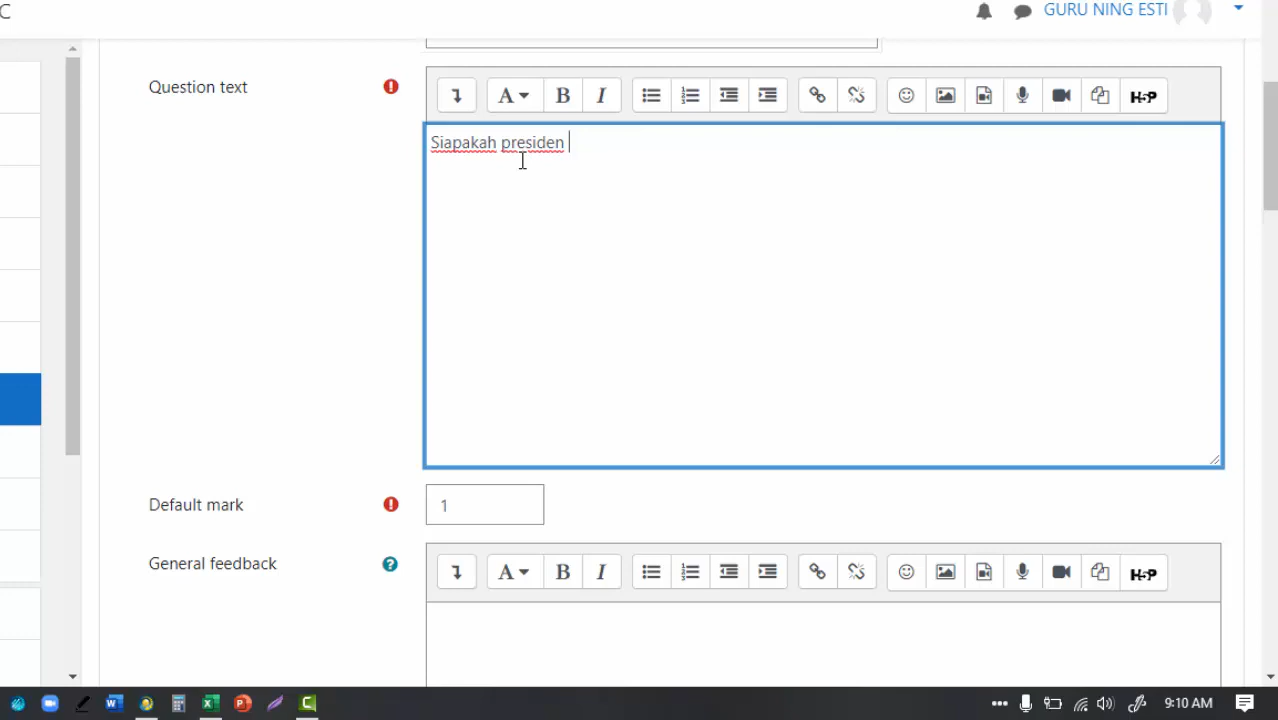 C
GURU NING ESTI
Question text
A B I
H-P
Siapakah presiden
Default mark
1
General feedback
A B I
H-P
9:10 AM